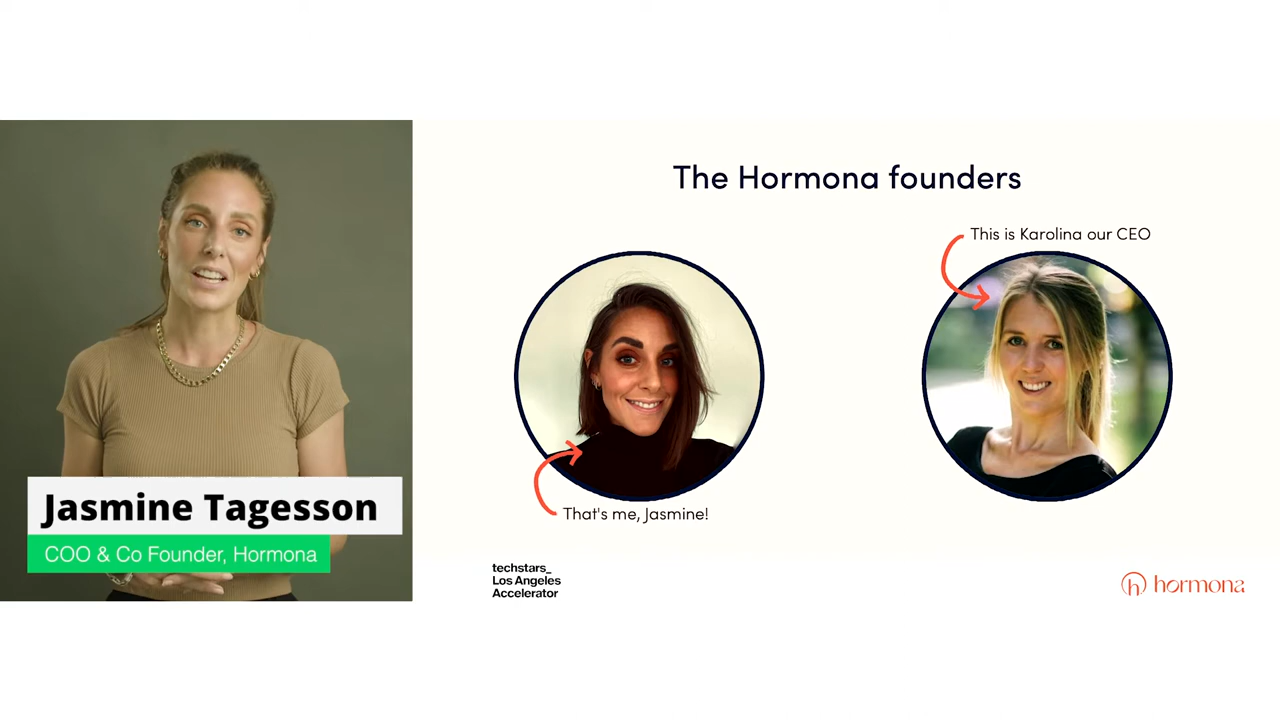 Jasmine Tagesson
COO & Co Founder, Hormona
The Hormona founders
This is Karolina our CEO
That's me, Jasmine!
techstars_
Los Angeles
Accelerator
hormona